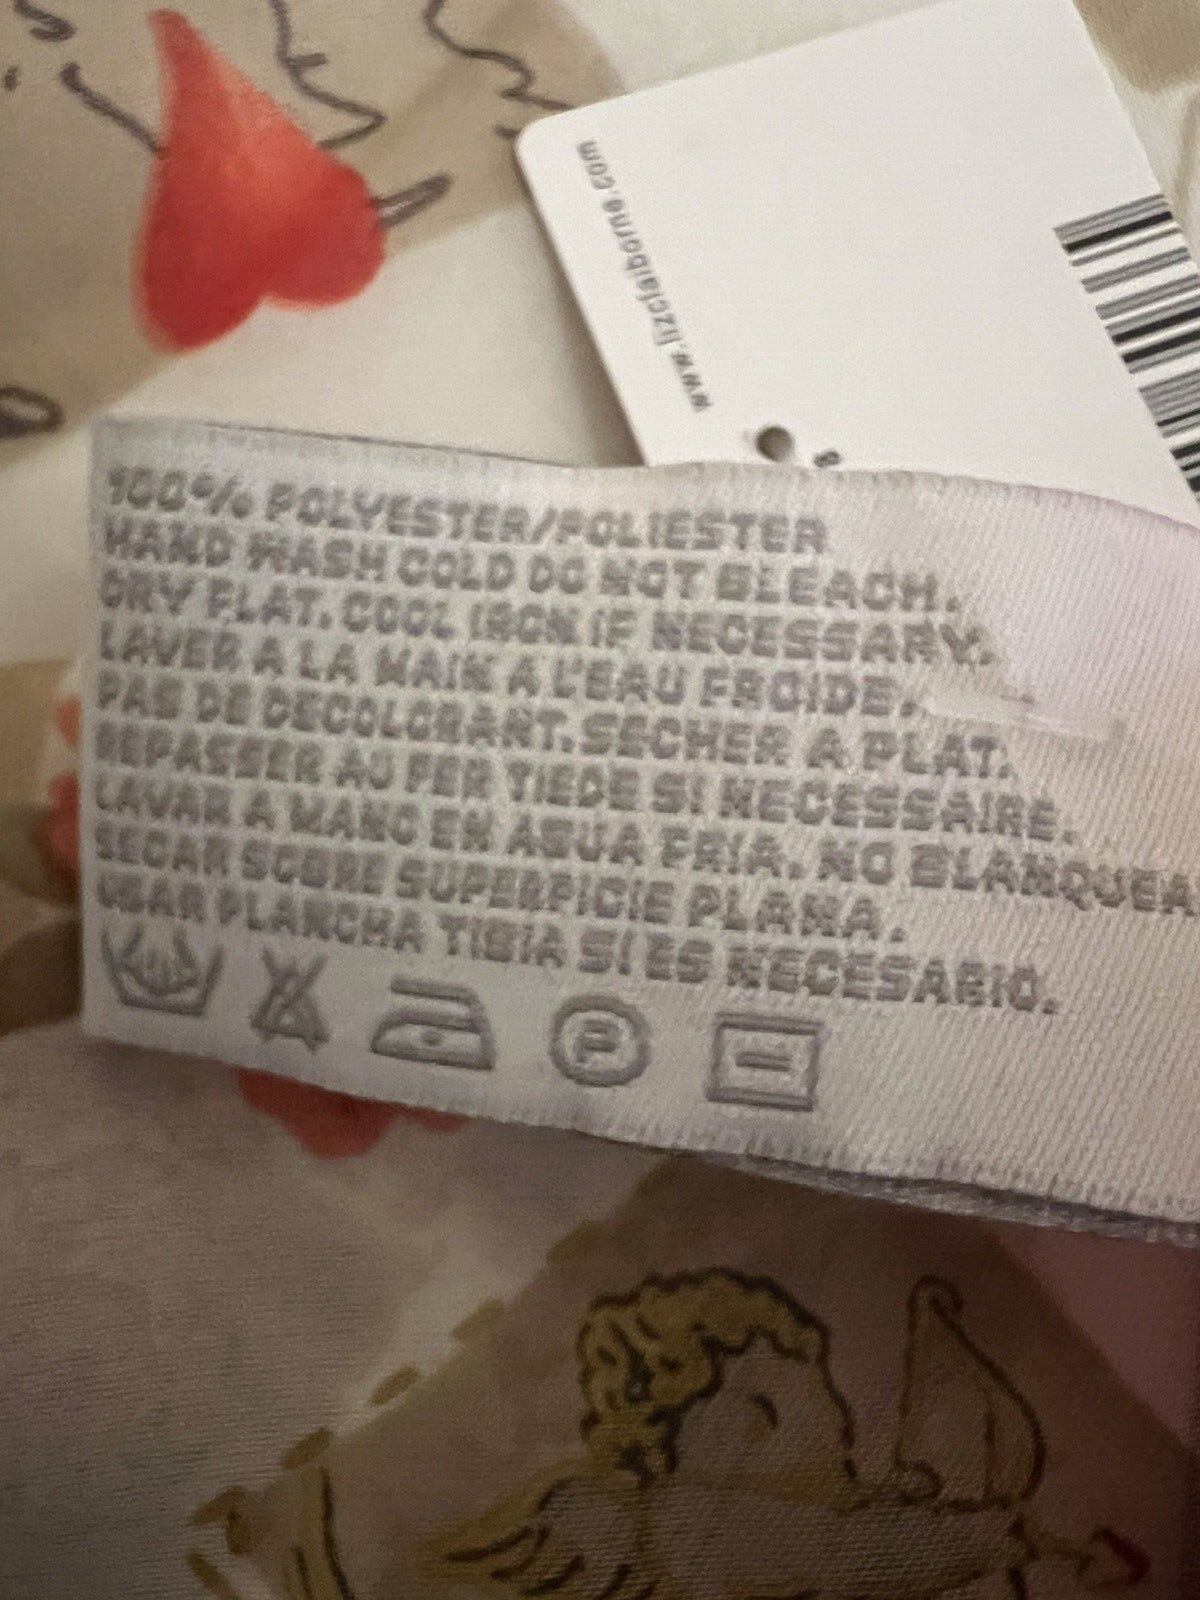 www.lizclaiborne.com
100% POLYESTER/POLIESTER
HAND WASH COLD DO NOT BLEACH.
DRY FLAT. COOL IRON IF NECESSARY.
LAVER A LA MAIN A L'EAU FROIDE.
PAS DE DECOLORANT. SECHER A PLAT.
REPASSER AU FER TIEDE SI NECESSAIRE.
LAVAR A MANO EN AGUA FRIA. NO BLANQUEA
SECAR SOBRE SUPERFICIE PLANA.
USAR PLANCHA TIBIA SI ES NECESARIO.
P